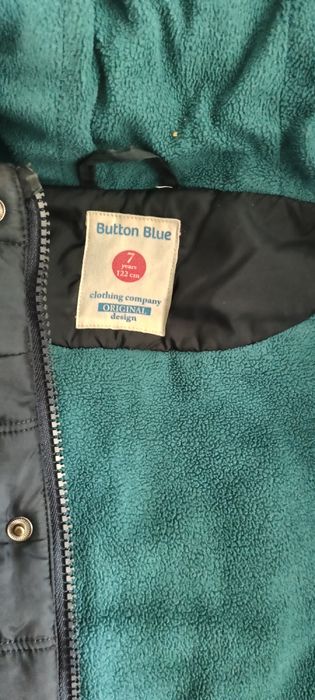 Button Blue
7
years
122 cm
clothing company
ORIGINAL
design